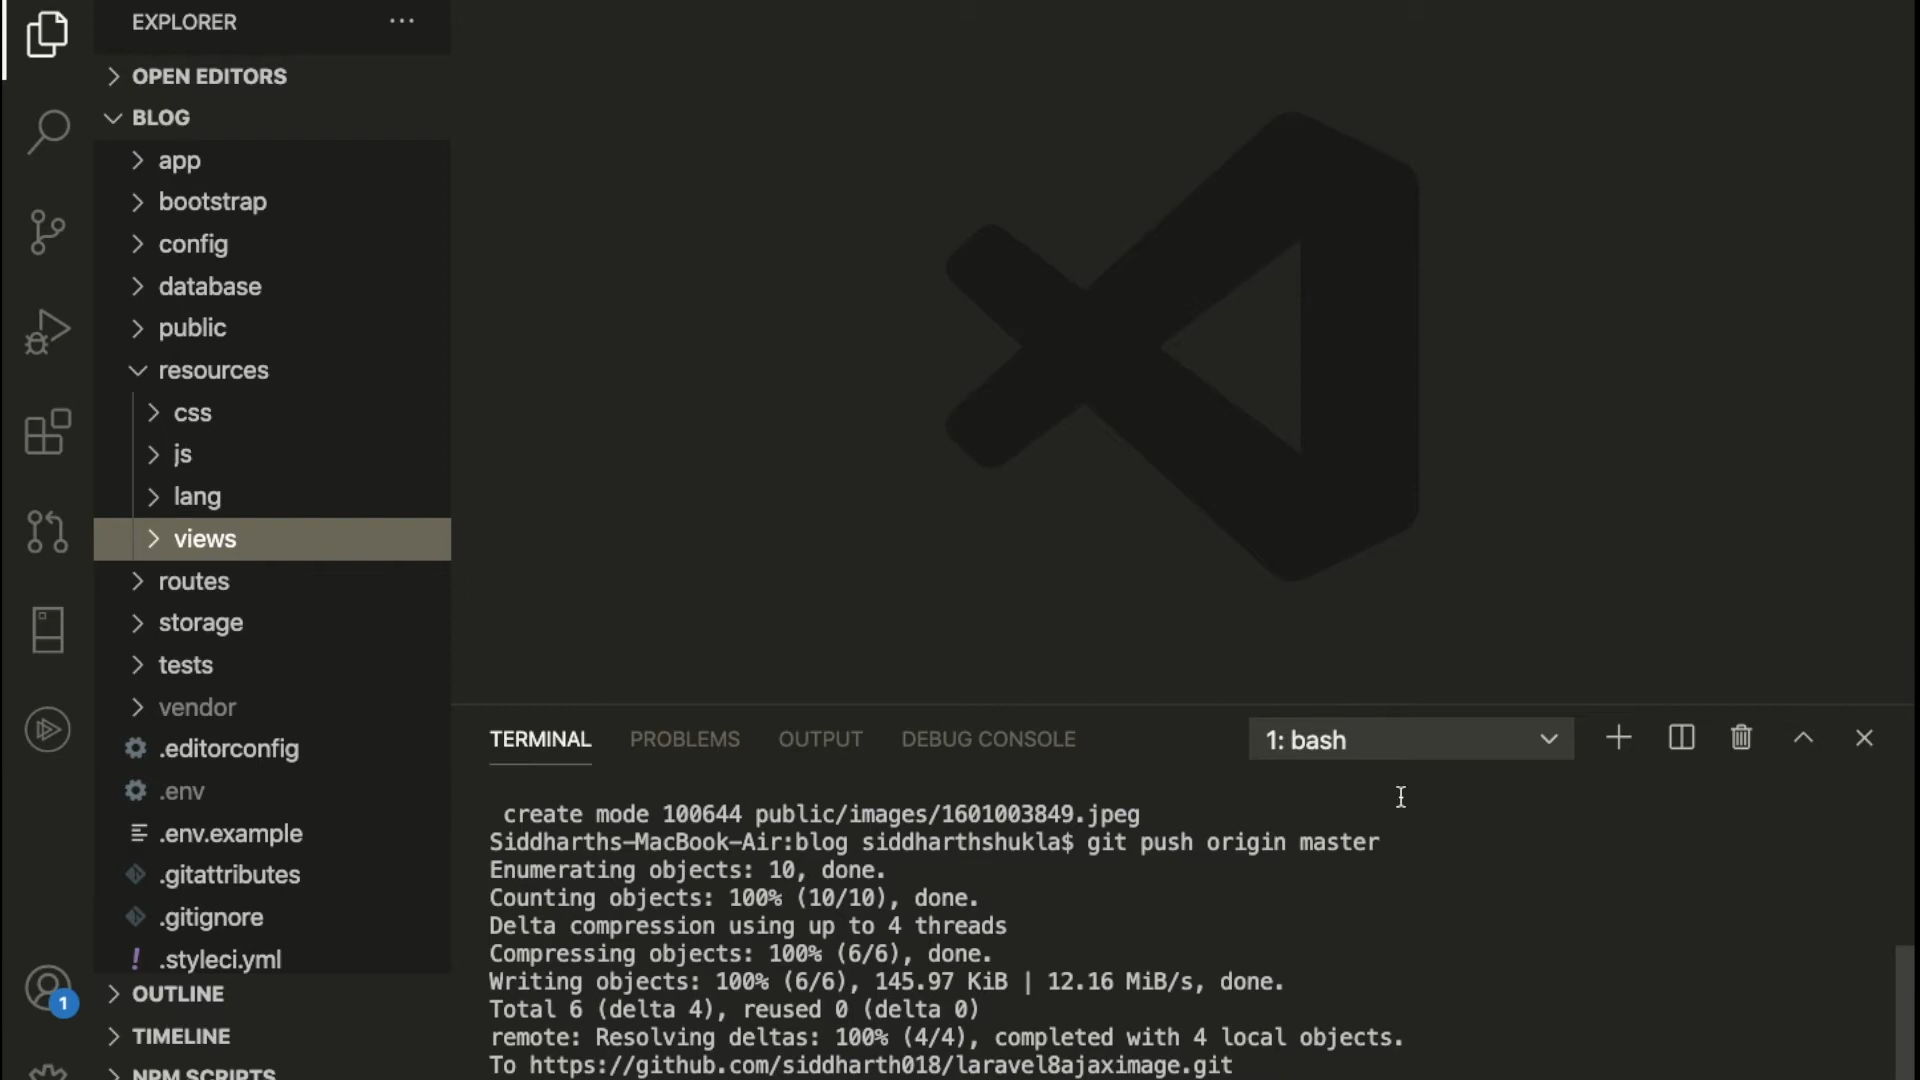 EXPLORER
OPEN EDITORS
BLOG
app
bootstrap
config
database
public
resources
css
js
lang
views
routes
storage
tests
vendor
.editorconfig
.env
.env.example
.gitattributes
.gitignore
! .styleci.yml
OUTLINE
TIMELINE
NPM SCRIPTS
1
TERMINAL PROBLEMS OUTPUT DEBUG CONSOLE 1: bash
create mode 100644 public/images/1601003849.jpeg
Siddharths-MacBook-Air:blog siddharthshukla$ git push origin master
Enumerating objects: 10, done.
Counting objects: 100% (10/10), done.
Delta compression using up to 4 threads
Compressing objects: 100% (6/6), done.
Writing objects: 100% (6/6), 145.97 KiB | 12.16 MiB/s, done.
Total 6 (delta 4), reused 0 (delta 0)
remote: Resolving deltas: 100% (4/4), completed with 4 local objects.
To https://github.com/siddharth018/laravel8ajaximage.git